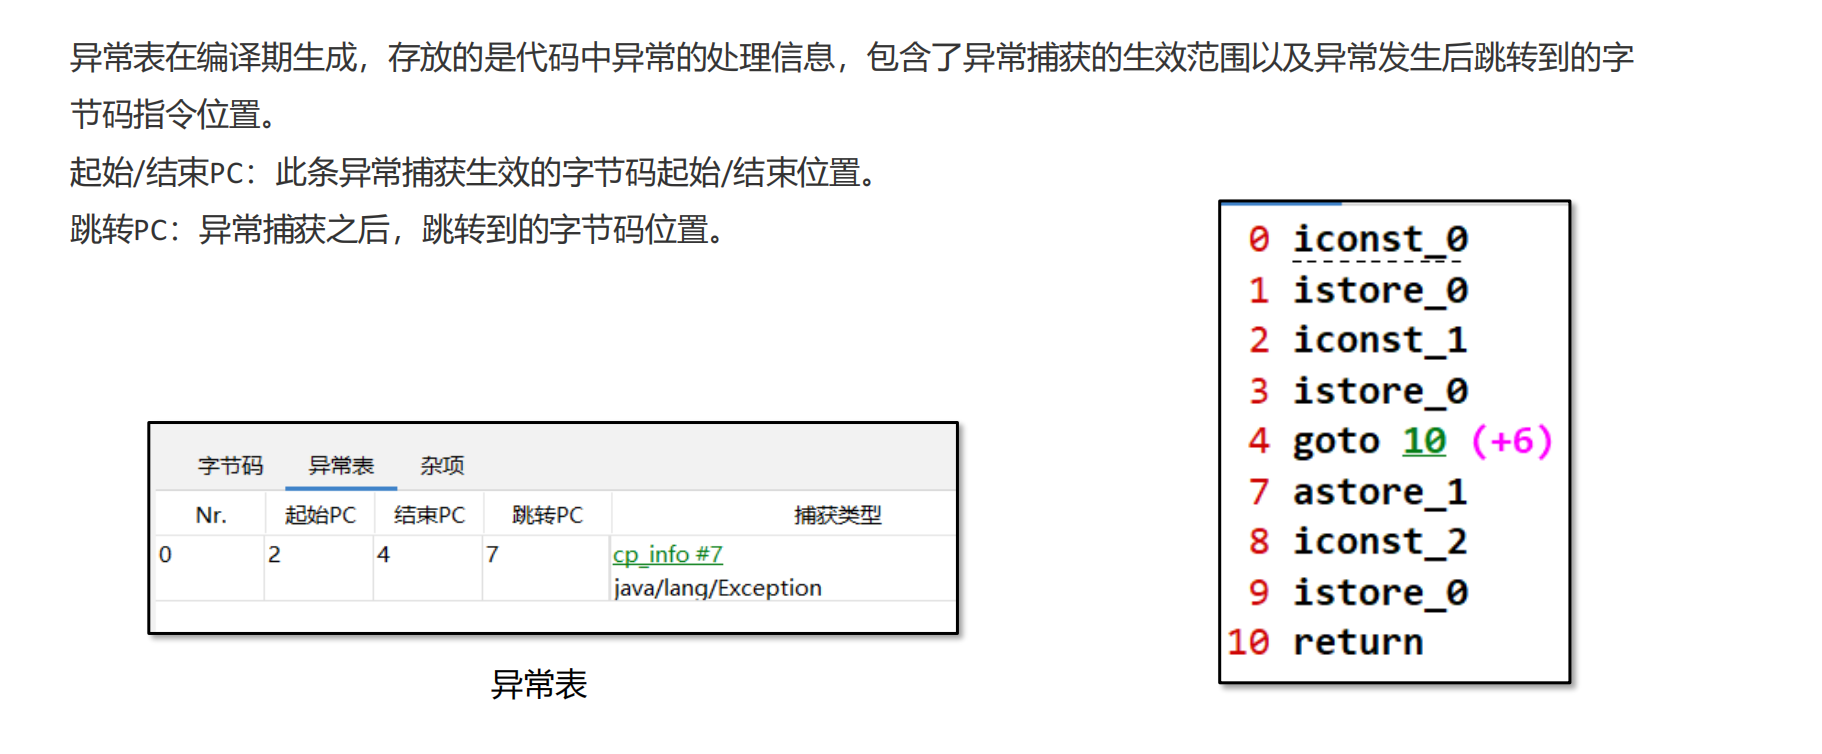 异常表在编译期生成，存放的是代码中异常的处理信息，包含了异常捕获的生效范围以及异常发生后跳转到的字
节码指令位置。
起始/结束PC：此条异常捕获生效的字节码起始/结束位置。
跳转PC：异常捕获之后，跳转到的字节码位置。
字节码 异常表 杂项
Nr. 起始PC 结束PC 跳转PC 捕获类型
0 2 4 7 cp_info #7
java/lang/Exception
异常表
0 iconst_0
1 istore_0
2 iconst_1
3 istore_0
4 goto 10 (+6)
7 astore_1
8 iconst_2
9 istore_0
10 return